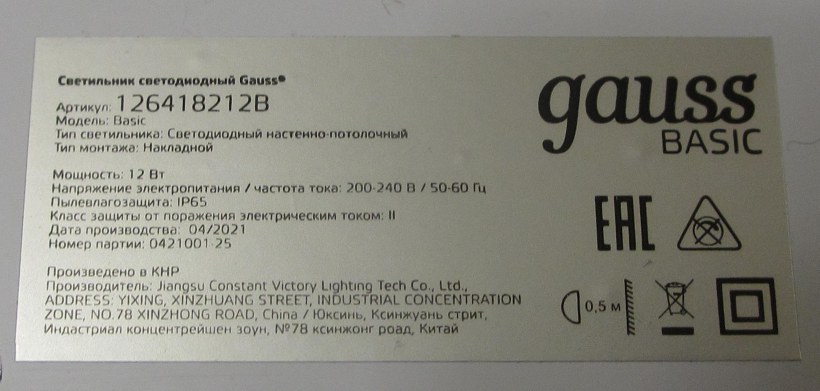 Светильник светодиодный Gauss®
Артикул: 126418212B
Модель: Basic
Тип светильника: Светодиодный настенно-потолочный
Тип монтажа: Накладной
Мощность: 12 Вт
Напряжение электропитания / частота тока: 200-240 В / 50-60 Гц
Пылевлагозащита: IP65
Класс защиты от поражения электрическим током: II
Дата производства: 04/2021
Номер партии: 0421001-25
Произведено в КНР
Производитель: Jiangsu Constant Victory Lighting Tech Co., Ltd.,
ADDRESS: YIXING, XINZHUANG STREET, INDUSTRIAL CONCENTRATION
ZONE, NO.78 XINZHONG ROAD, China / Юксинь, Ксинжуань стрит,
Индастриал концентрейшен зоун, №78 ксинжонг роад, Китай
gauss
BASIC
EAC
0,5 м